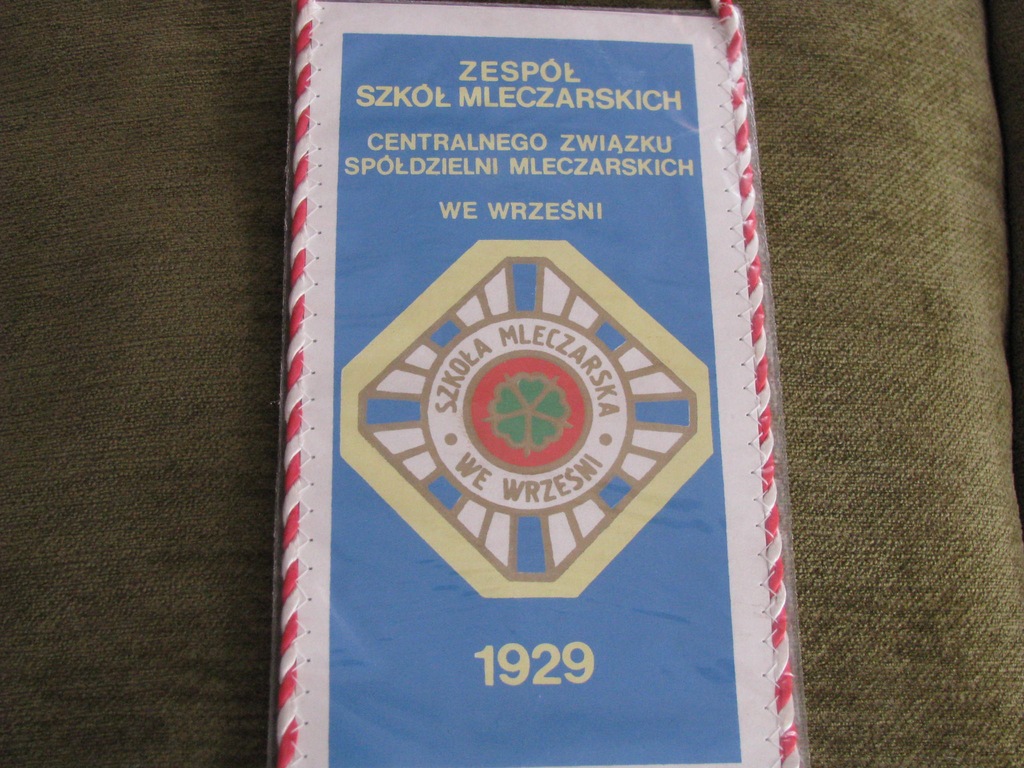 ZESPÓŁ
SZKÓŁ MLECZARSKICH
CENTRALNEGO ZWIĄZKU
SPÓŁDZIELNI MLECZARSKICH
WE WRZEŚNI
SZKOŁA MLECZARSKA
• WE WRZEŚNI •
1929